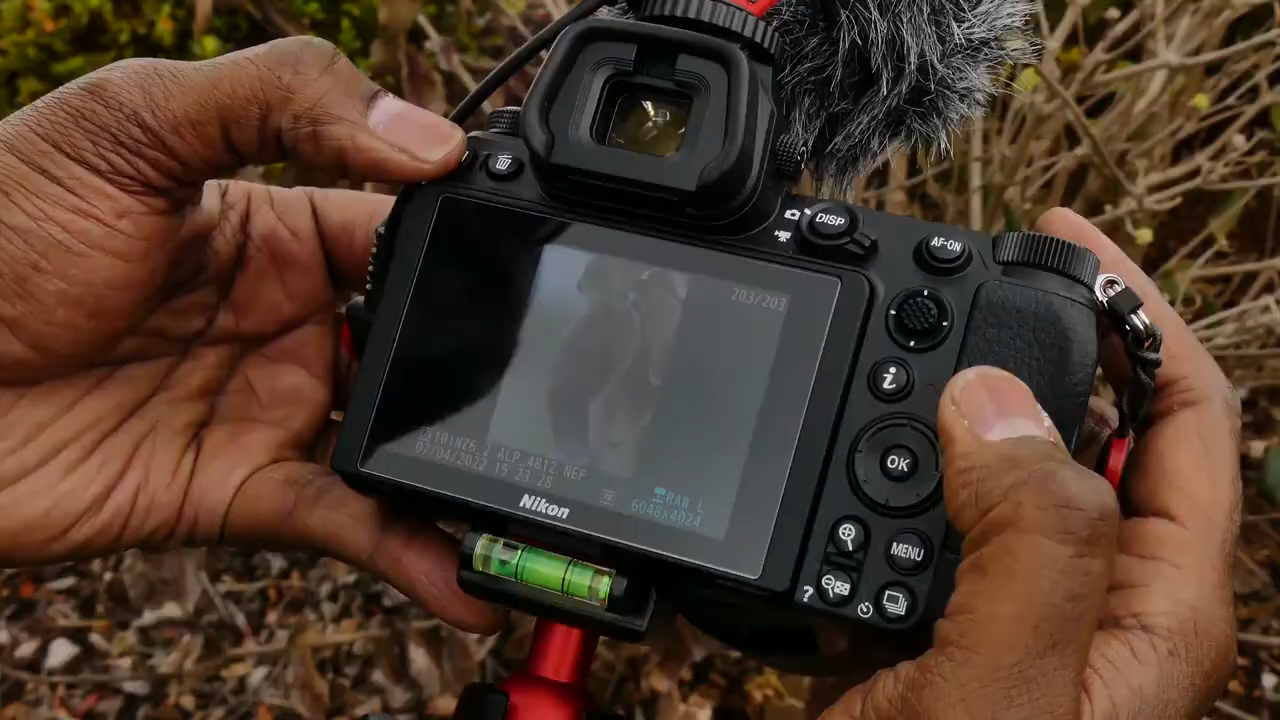 DISP
AF-ON
203/203
i
OK
101NZ6_2 ALP_4812 NEF
07/04/2022 15 23 28
RAW L
6048x4024
Nikon
MENU
?